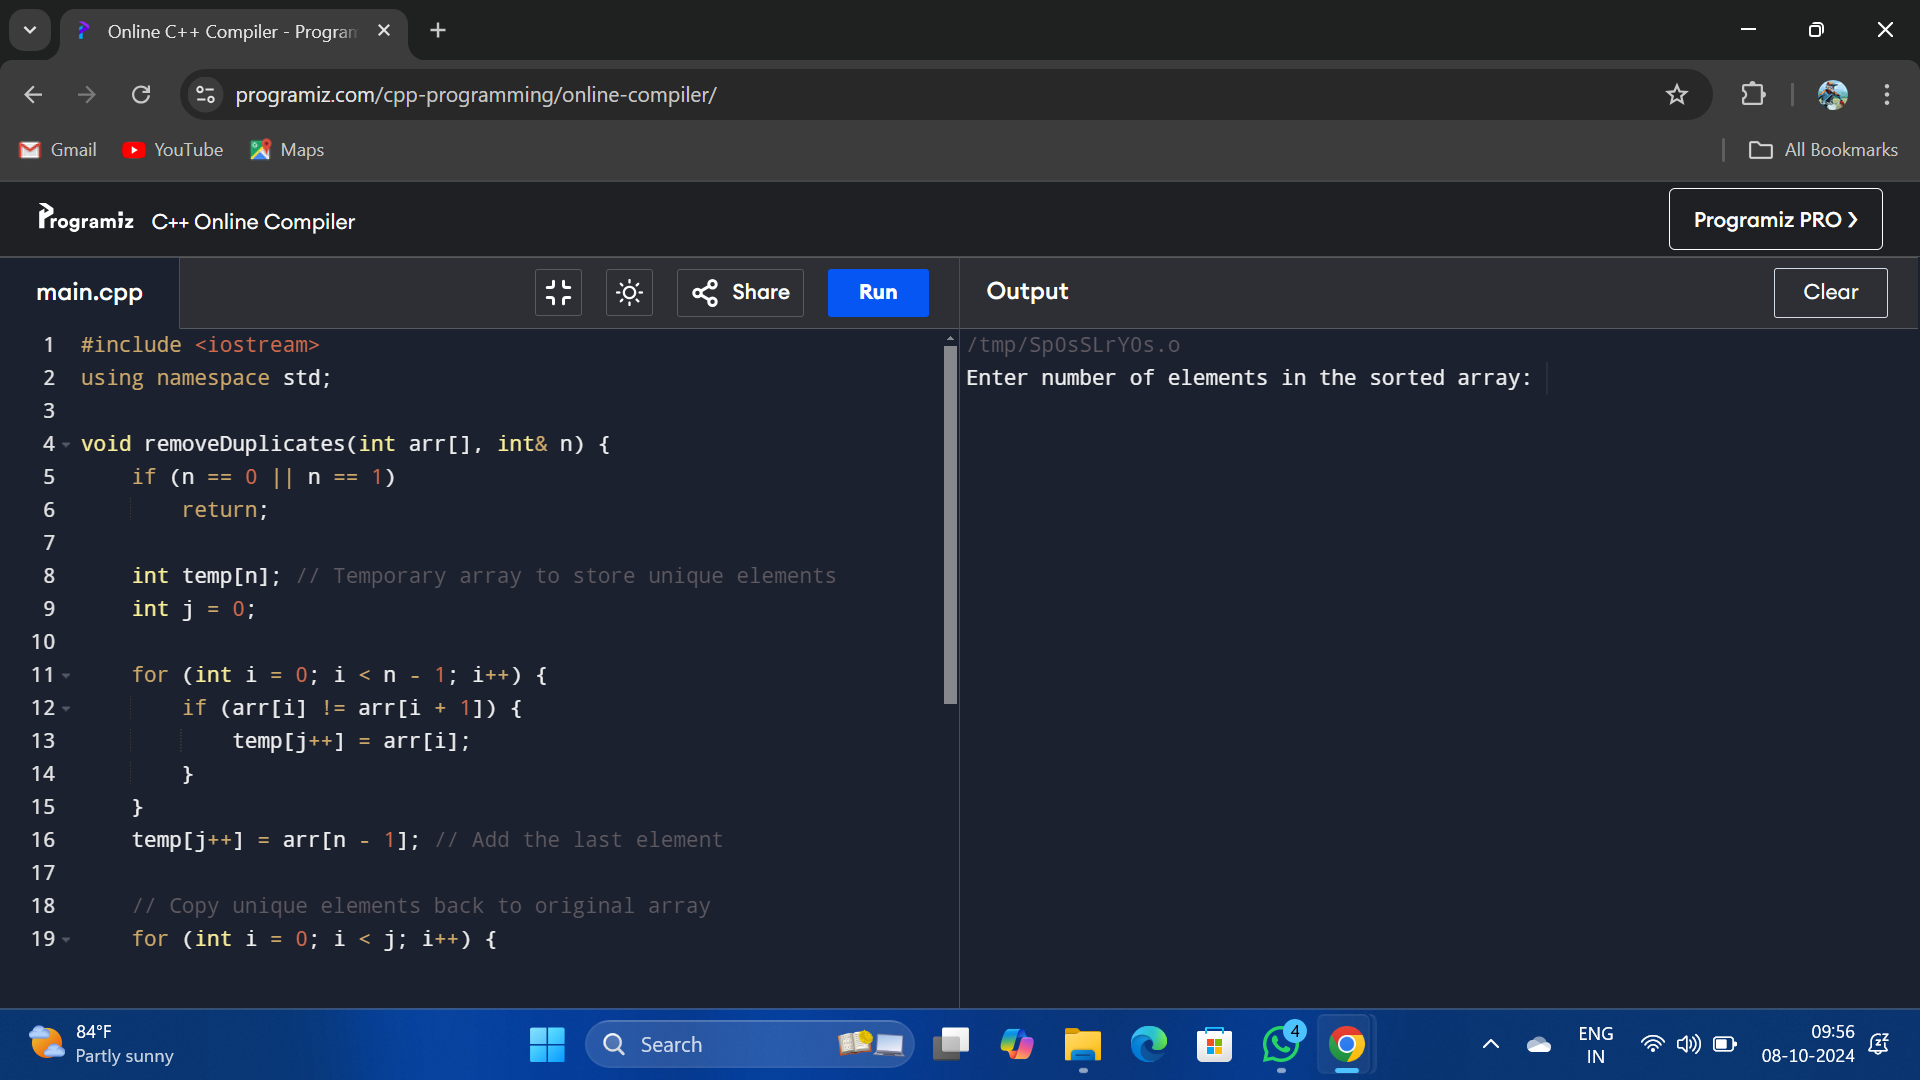 Online C++ Compiler - Program
programiz.com/cpp-programming/online-compiler/
Gmail
YouTube
Maps
All Bookmarks
Programiz C++ Online Compiler
Programiz PRO ❯
main.cpp
Share
Run
Output
Clear
1 #include <iostream>
2 using namespace std;
3
4 void removeDuplicates(int arr[], int& n) {
5 if (n == 0 || n == 1)
6 return;
7
8 int temp[n]; // Temporary array to store unique elements
9 int j = 0;
10
11 for (int i = 0; i < n - 1; i++) {
12 if (arr[i] != arr[i + 1]) {
13 temp[j++] = arr[i];
14 }
15 }
16 temp[j++] = arr[n - 1]; // Add the last element
17
18 // Copy unique elements back to original array
19 for (int i = 0; i < j; i++) {
/tmp/SpOsSLrYOs.o
Enter number of elements in the sorted array:
84°F
Partly sunny
Search
4
ENG
IN
09:56
08-10-2024